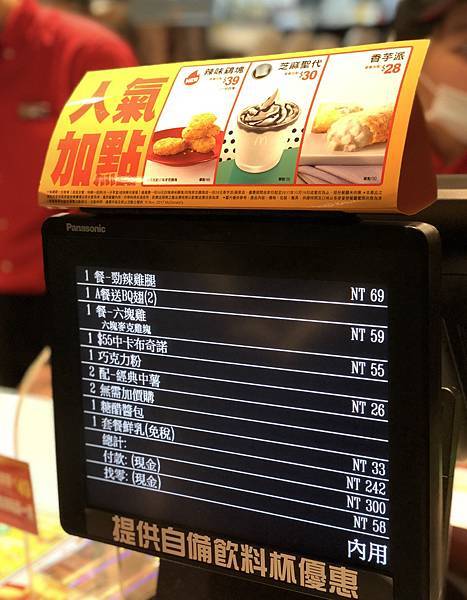 人氣
加點
NEW
辣味雞塊
$39
芝麻聖代
$30
香芋派
$28
Panasonic
1 餐-勁辣雞腿 NT 69
1 A餐送BQ翅(2)
1 餐-六塊雞 NT 59
六塊麥克雞塊
1 $55中卡布奇諾 NT 55
1 巧克力粉
2 配-經典中薯 NT 26
2 無需加價購
1 糖醋醬包
1 套餐鮮乳(免稅) NT 33
總計: NT 242
付款: (現金) NT 300
找零: (現金) NT 58
內用
提供自備飲料杯優惠